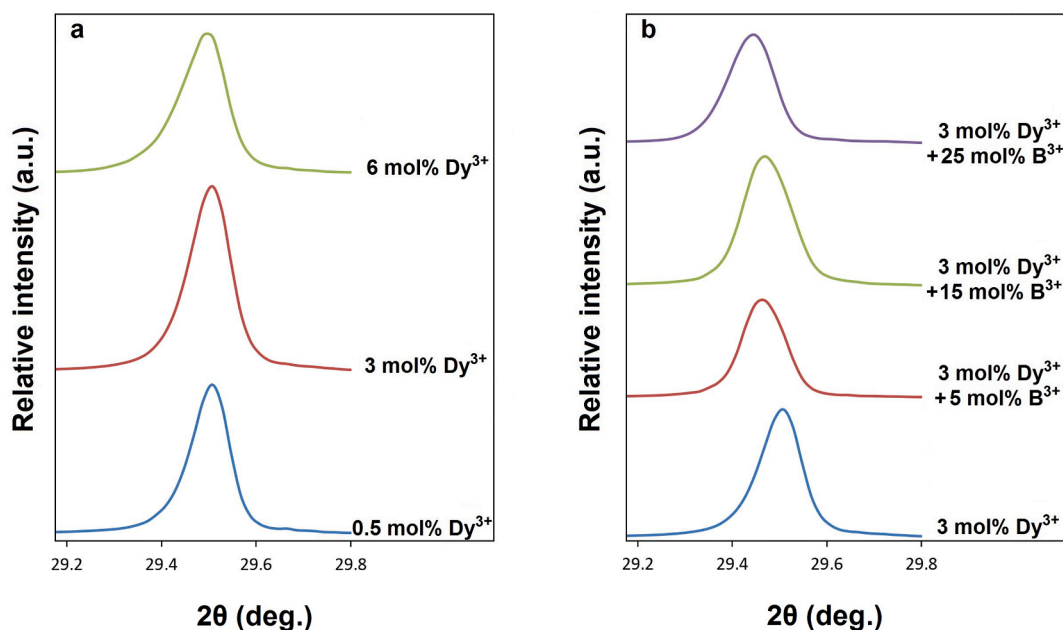 a
Relative intensity (a.u.)
6 mol% Dy³⁺
3 mol% Dy³⁺
0.5 mol% Dy³⁺
29.2 29.4 29.6 29.8
2θ (deg.)
b
Relative intensity (a.u.)
3 mol% Dy³⁺
+25 mol% B³⁺
3 mol% Dy³⁺
+15 mol% B³⁺
3 mol% Dy³⁺
+5 mol% B³⁺
3 mol% Dy³⁺
29.2 29.4 29.6 29.8
2θ (deg.)